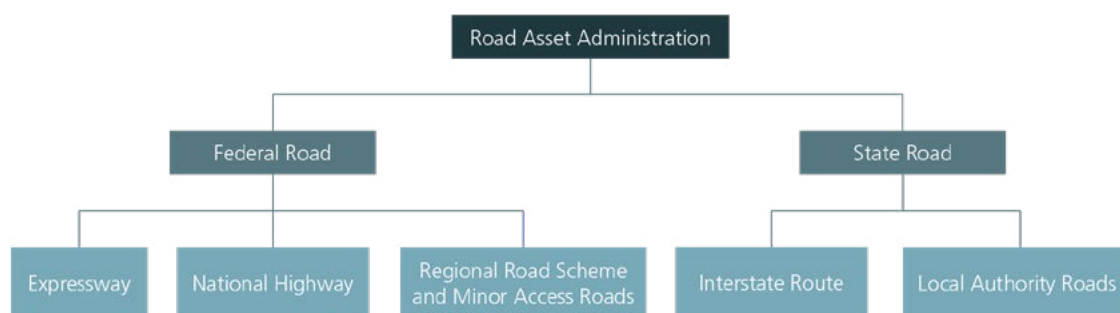 Road Asset Administration
Federal Road
State Road
Expressway
National Highway
Regional Road Scheme
and Minor Access Roads
Interstate Route
Local Authority Roads